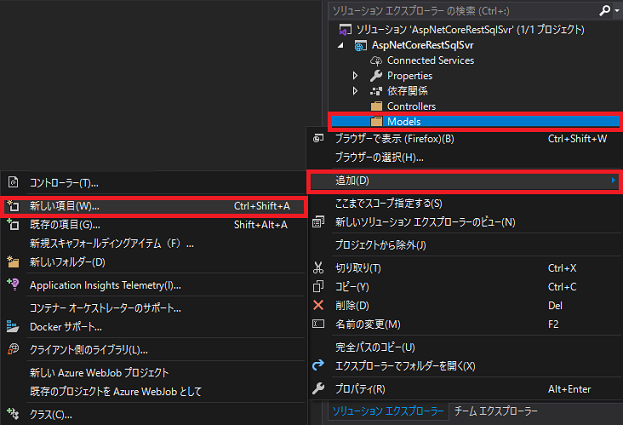 ソリューション エクスプローラー の検索 (Ctrl+:)
ソリューション 'AspNetCoreRestSqlSvr' (1/1 プロジェクト)
AspNetCoreRestSqlSvr
Connected Services
Properties
依存関係
Controllers
Models
ブラウザーで表示 (Firefox)(B) Ctrl+Shift+W
ブラウザーの選択(H)...
追加(D)
ここまでスコープ指定する(S)
新しいソリューション エクスプローラーのビュー(N)
プロジェクトから除外(J)
切り取り(T) Ctrl+X
コピー(Y) Ctrl+C
削除(D) Del
名前の変更(M) F2
完全パスのコピー(U)
エクスプローラーでフォルダーを開く(X)
プロパティ(R) Alt+Enter
ソリューション エクスプローラー チーム エクスプローラー
コントローラー(T)...
新しい項目(W)... Ctrl+Shift+A
既存の項目(G)... Shift+Alt+A
新規スキャフォールディングアイテム（F）...
新しいフォルダー(D)
Application Insights Telemetry(I)...
コンテナー オーケストレーターのサポート...
Docker サポート...
クライアント側のライブラリ(L)...
新しい Azure WebJob プロジェクト
既存のプロジェクトを Azure WebJob として
クラス(C)...